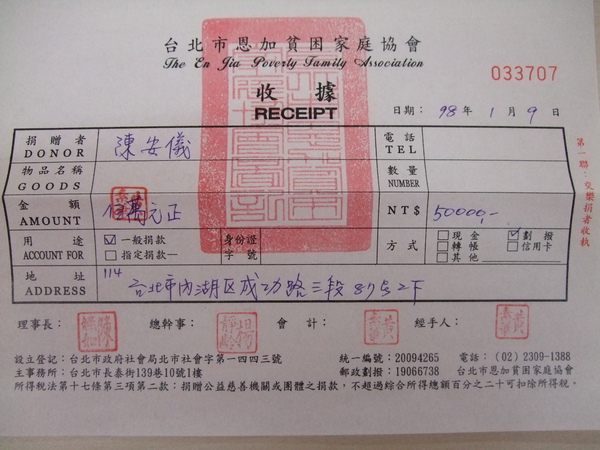 台北市恩加貧困家庭協會
The En Jia Poverty Family Association
033707
收據
RECEIPT
日期: 98 年 1 月 9 日
捐贈者 DONOR 陳安儀 電話 TEL
物品名稱 GOODS 數量 NUMBER
金額 AMOUNT 伍萬元正 NT$ 50000,-
用途 ACCOUNT FOR ☑一般捐款 □指定捐款— 身份證字號 方式 □現金 ☑劃撥 □轉帳 □信用卡 □其他
地址 ADDRESS 114 台北市內湖区成功路三段87号2F
第一聯:交樂捐者收執
理事長: 總幹事: 會計: 經手人:
設立登記:台北市政府社會局北市社會字第一四四三號 統一編號:20094265 電話:(02)2309-1388
主事務所:台北市長泰街139巷10號1樓 郵政劃撥:19066738 台北市恩加貧困家庭協會
所得稅法第十七條第三項第二款:捐贈公益慈善機關或團體之捐款,不超過綜合所得總額百分之二十可扣除所得稅。